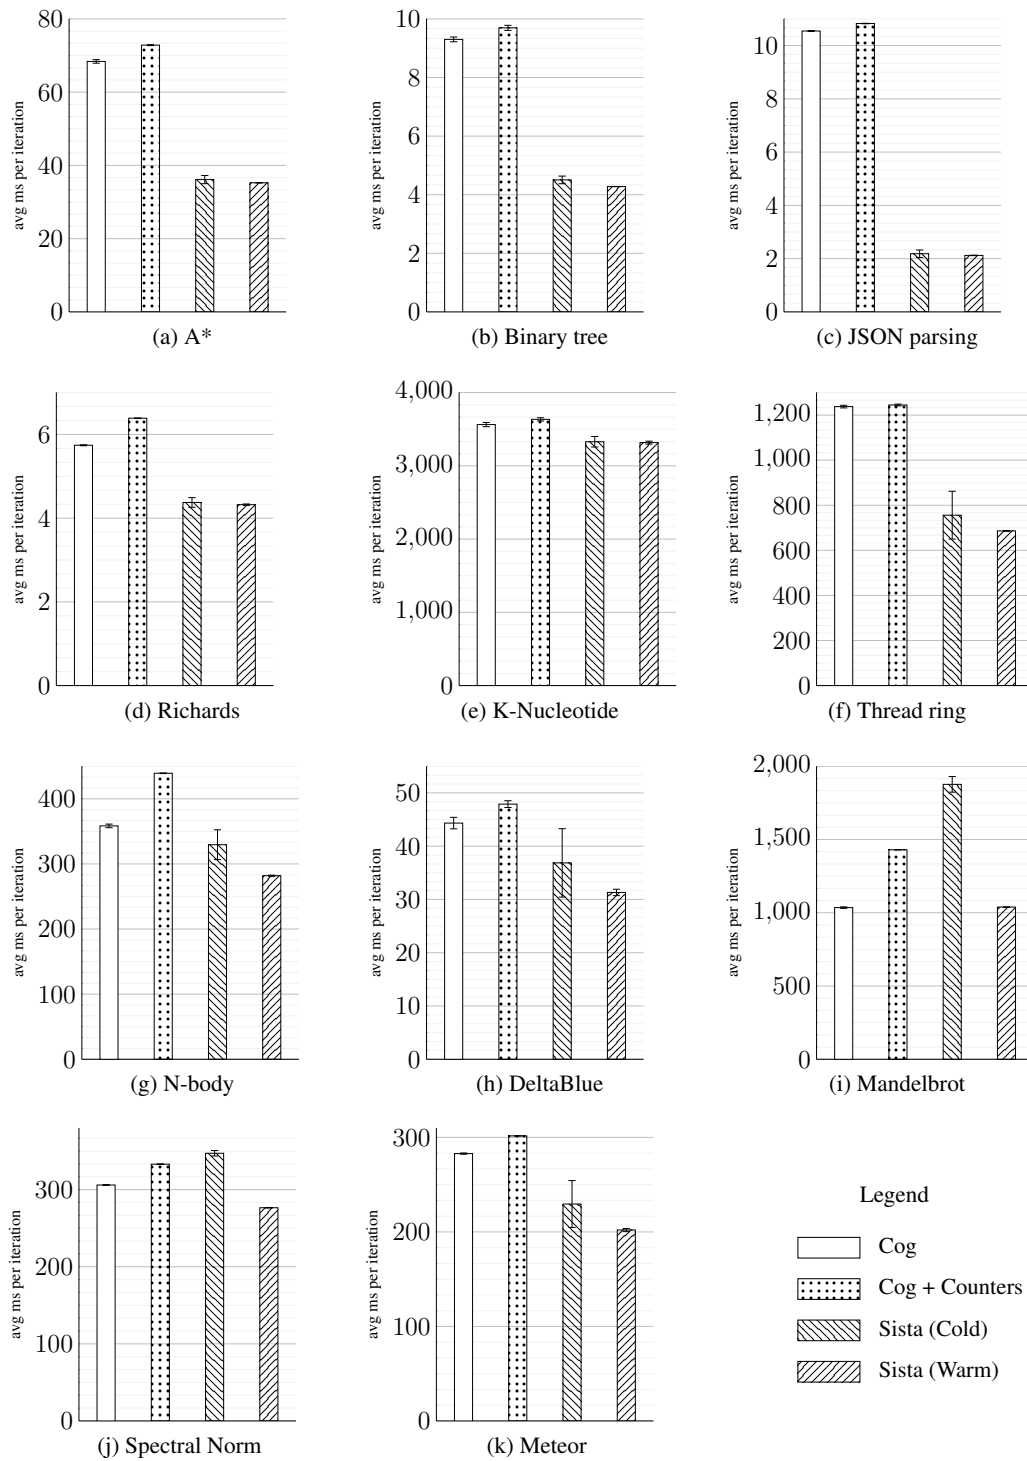 80
60
40
20
0
avg ms per iteration
(a) A*
10
8
6
4
2
0
avg ms per iteration
(b) Binary tree
10
8
6
4
2
0
avg ms per iteration
(c) JSON parsing
6
4
2
0
avg ms per iteration
(d) Richards
4,000
3,000
2,000
1,000
0
avg ms per iteration
(e) K-Nucleotide
1,200
1,000
800
600
400
200
0
avg ms per iteration
(f) Thread ring
400
300
200
100
0
avg ms per iteration
(g) N-body
50
40
30
20
10
0
avg ms per iteration
(h) DeltaBlue
2,000
1,500
1,000
500
0
avg ms per iteration
(i) Mandelbrot
300
200
100
0
avg ms per iteration
(j) Spectral Norm
300
200
100
0
avg ms per iteration
(k) Meteor
Legend
Cog
Cog + Counters
Sista (Cold)
Sista (Warm)